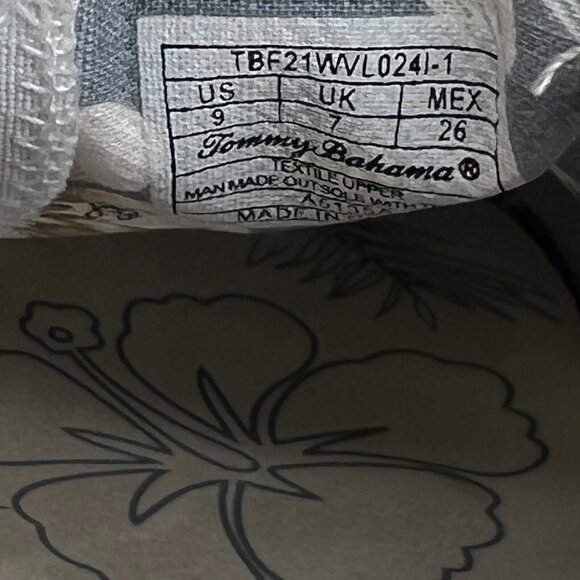 TBF21WVL024I-1
US UK MEX
9 7 26
Tommy Bahama®
TEXTILE UPPER
MAN MADE OUTSOLE WITH
MADE IN